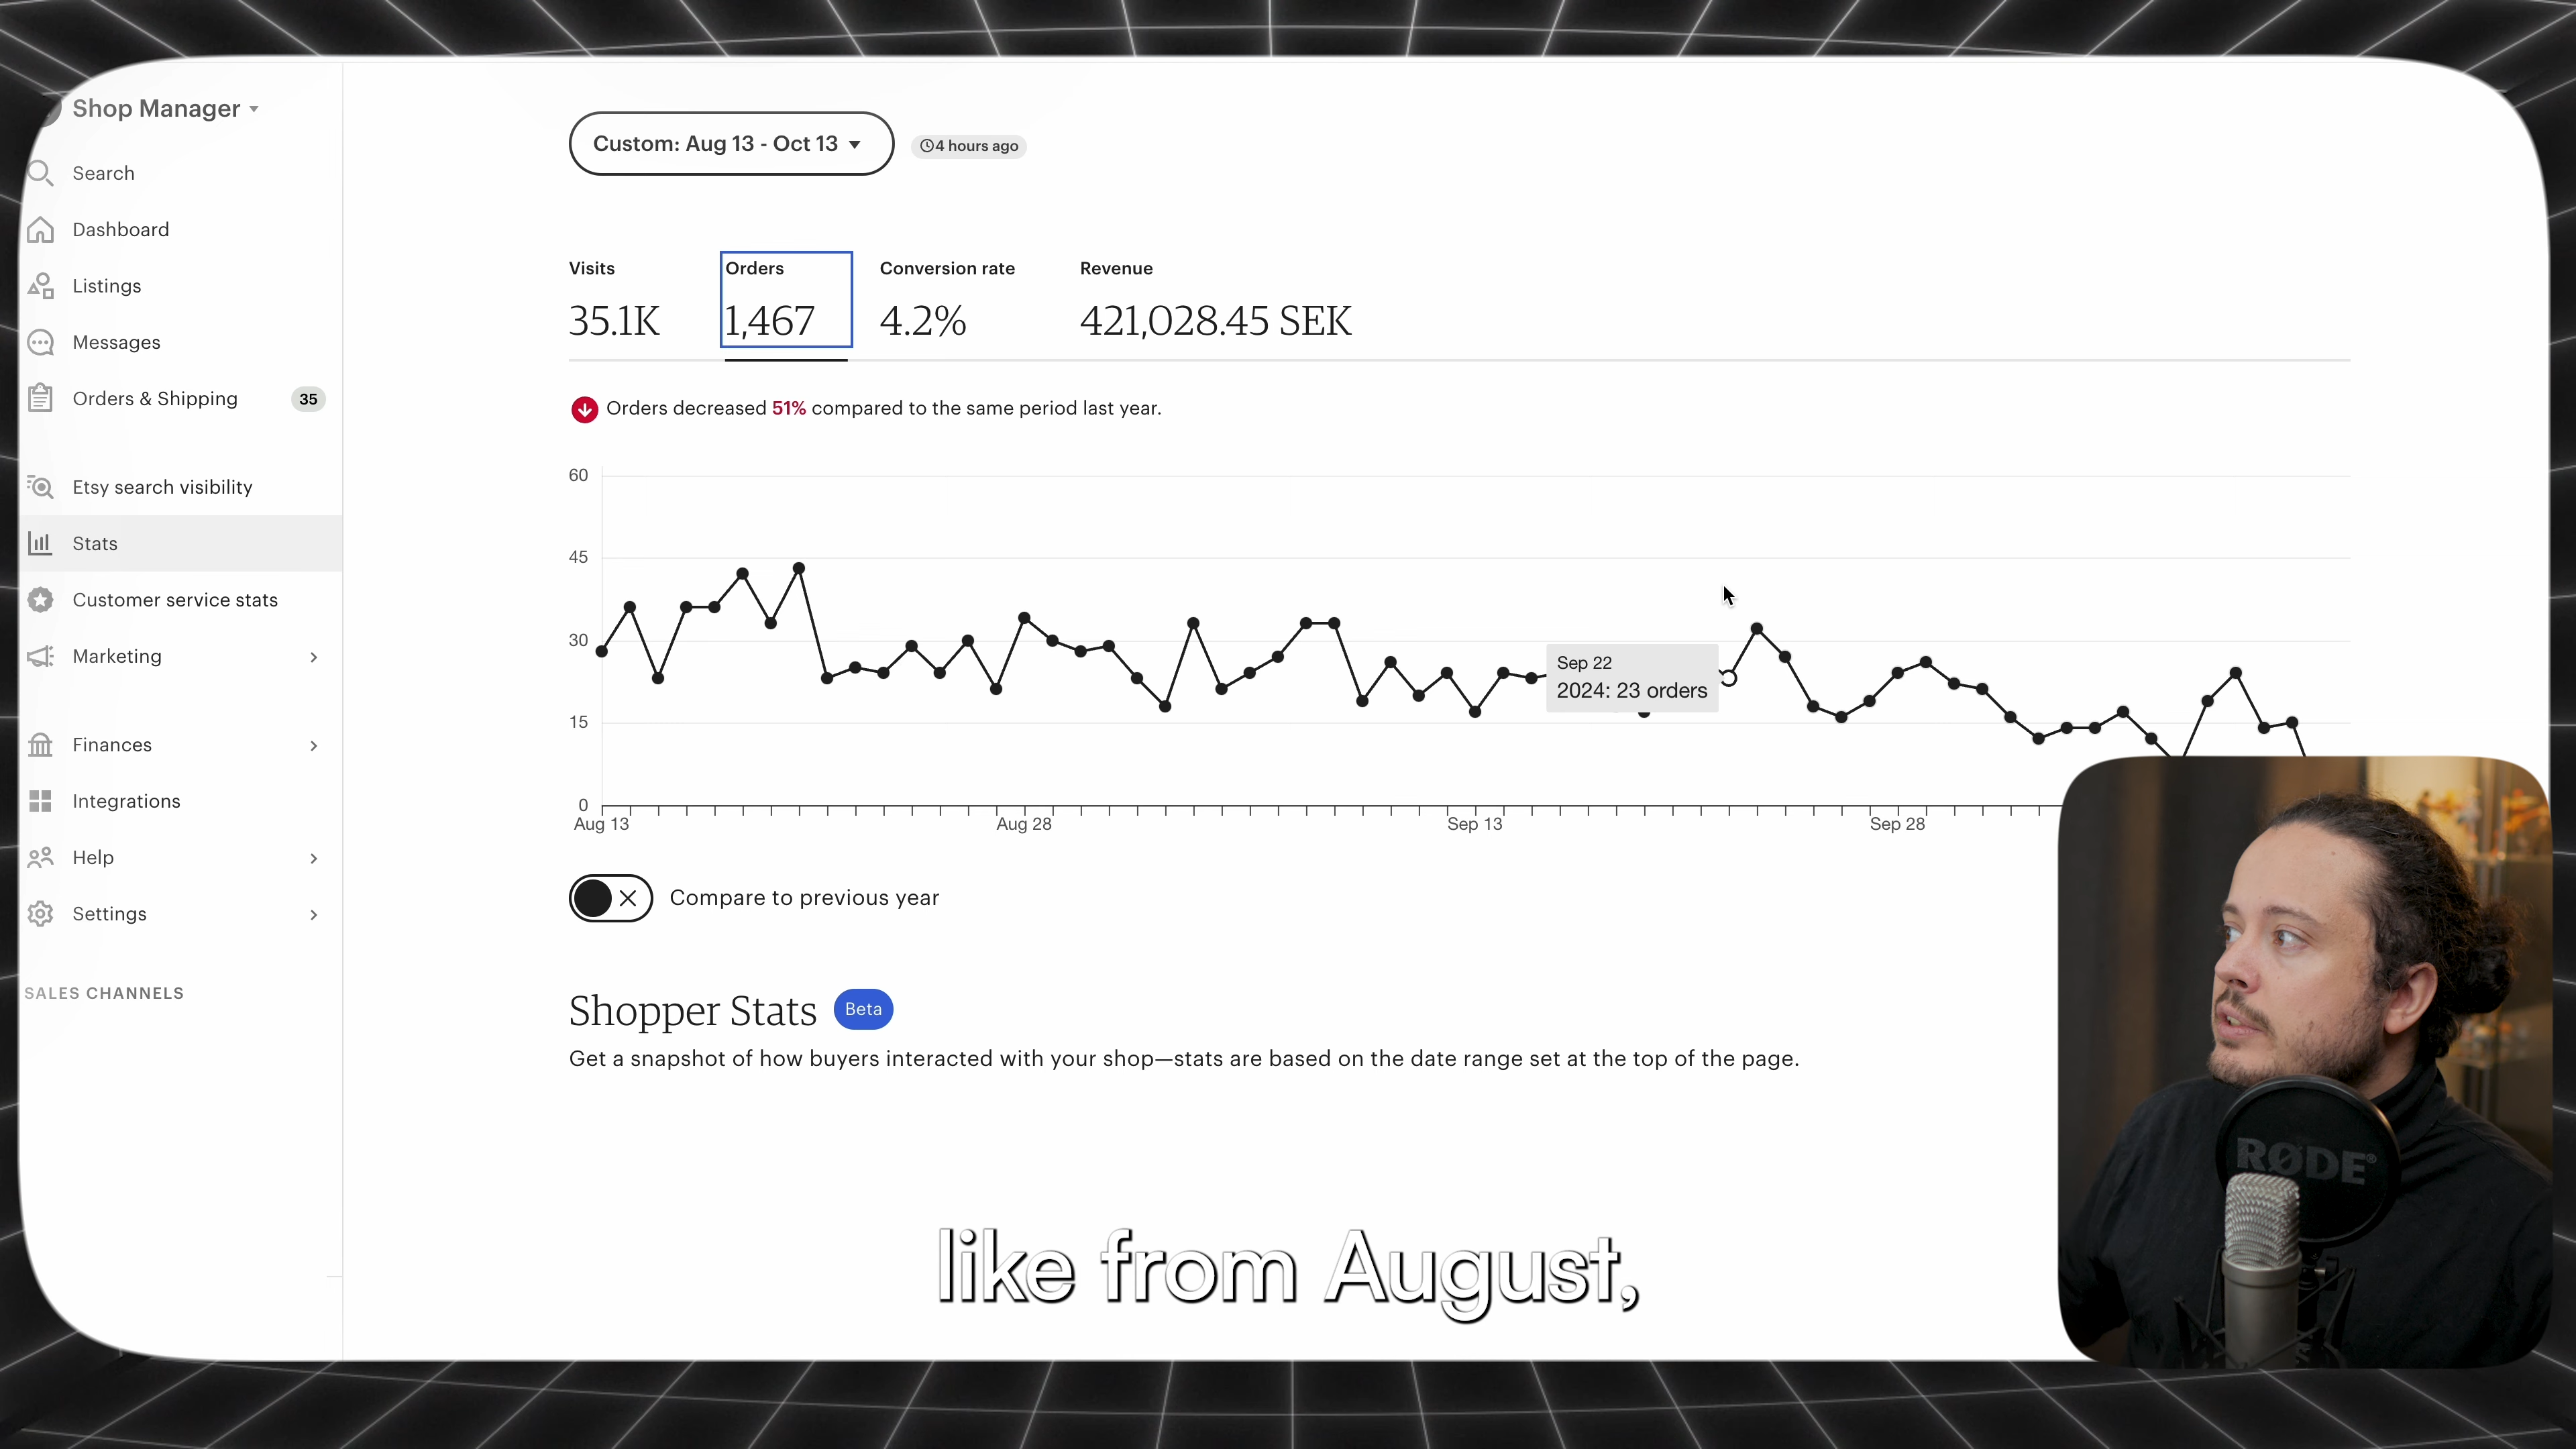 Shop Manager
Search
Dashboard
Listings
Messages
Orders & Shipping 35
Etsy search visibility
Stats
Customer service stats
Marketing
Finances
Integrations
Help
Settings
SALES CHANNELS
Custom: Aug 13 - Oct 13
4 hours ago
Visits Orders Conversion rate Revenue
35.1K 1,467 4.2% 421,028.45 SEK
Orders decreased 51% compared to the same period last year.
60
45
30
15
0
Sep 22
2024: 23 orders
Aug 13 Aug 28 Sep 13 Sep 28
Compare to previous year
Shopper Stats Beta
Get a snapshot of how buyers interacted with your shop—stats are based on the date range set at the top of the page.
RØDE®
like from August,